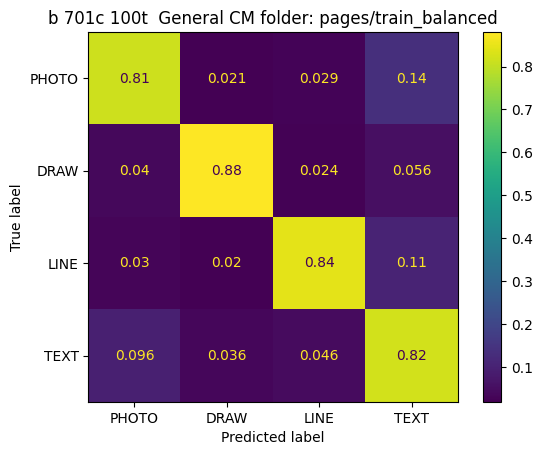 b 701c 100t  General CM folder: pages/train_balanced
PHOTO 0.81 0.021 0.029 0.14
DRAW 0.04 0.88 0.024 0.056
LINE 0.03 0.02 0.84 0.11
TEXT 0.096 0.036 0.046 0.82
PHOTO DRAW LINE TEXT
Predicted label
True label
0.8
0.7
0.6
0.5
0.4
0.3
0.2
0.1